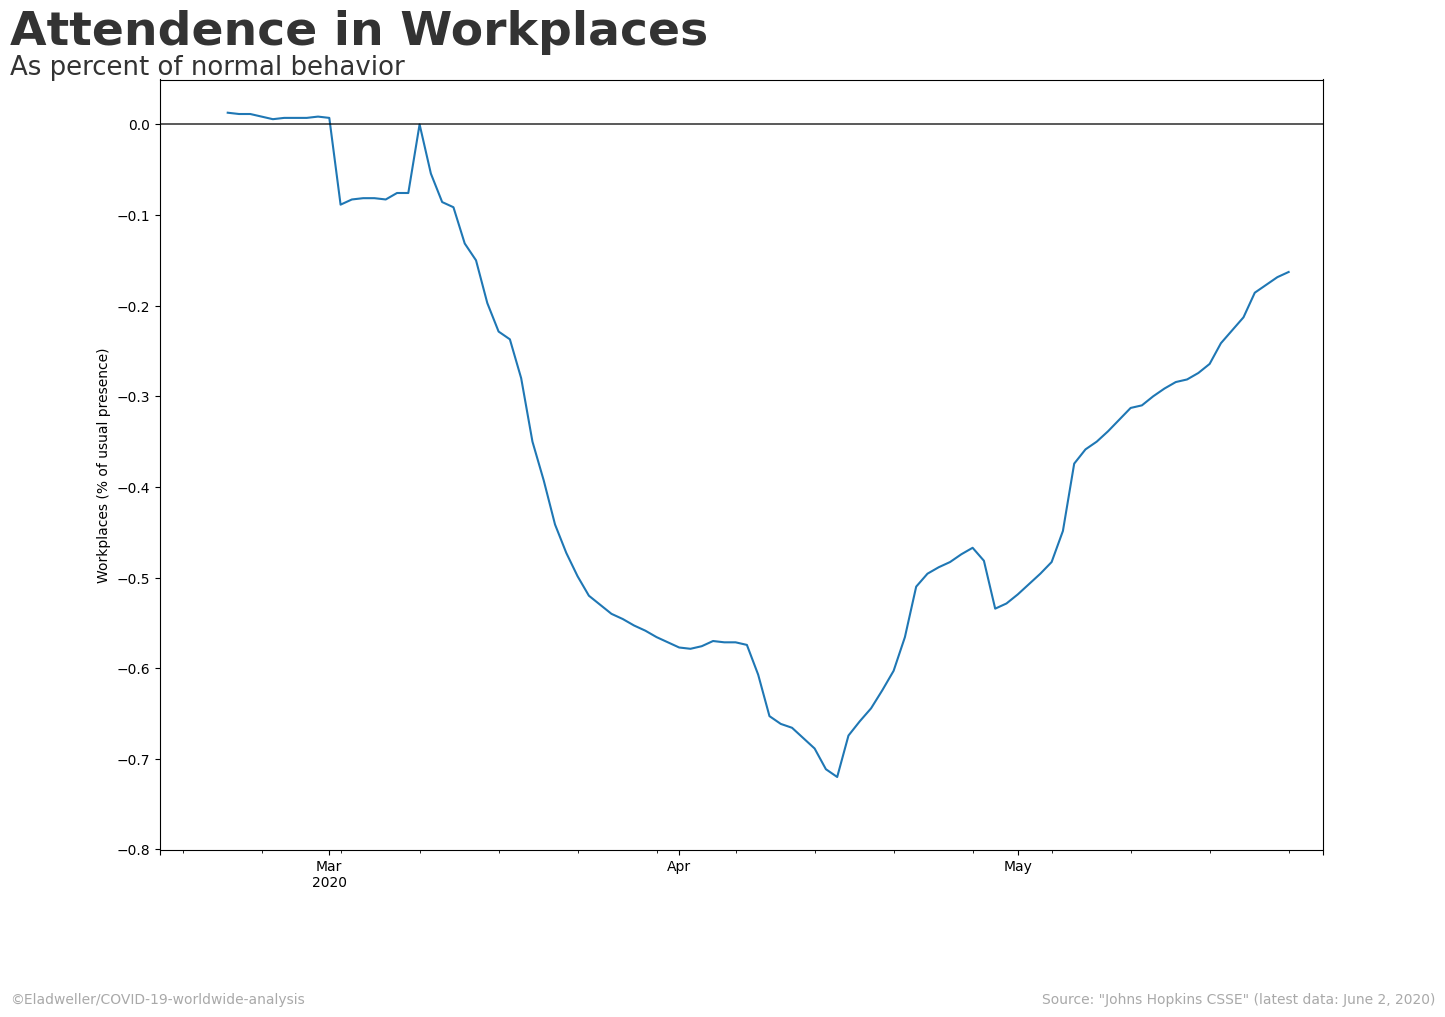 Attendence in Workplaces
As percent of normal behavior
0.0
−0.1
−0.2
−0.3
−0.4
−0.5
−0.6
−0.7
−0.8
Workplaces (% of usual presence)
Mar
2020
Apr
May
©Eladweller/COVID-19-worldwide-analysis
Source: "Johns Hopkins CSSE" (latest data: June 2, 2020)